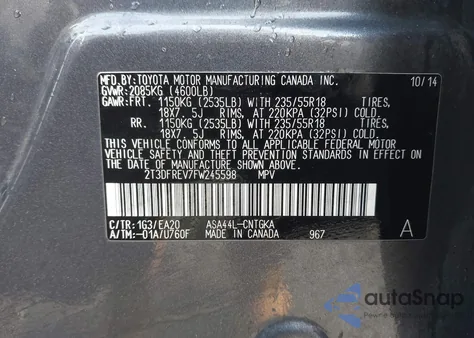 MFD.BY:TOYOTA MOTOR MANUFACTURING CANADA INC. 10/14
GVWR:2085KG (4600LB)
GAWR:FRT. 1150KG (2535LB) WITH 235/55R18 TIRES,
18X7. 5J RIMS, AT 220KPA (32PSI) COLD.
RR. 1150KG (2535LB) WITH 235/55R18 TIRES,
18X7. 5J RIMS, AT 220KPA (32PSI) COLD.
THIS VEHICLE CONFORMS TO ALL APPLICABLE FEDERAL MOTOR
VEHICLE SAFETY AND THEFT PREVENTION STANDARDS IN EFFECT ON
THE DATE OF MANUFACTURE SHOWN ABOVE.
2T3DFREV7FW245598 MPV
C/TR:1G3/EA20 ASA44L-CNTGKA
A/TM:-01A/U760F MADE IN CANADA 967 A
autoSnap